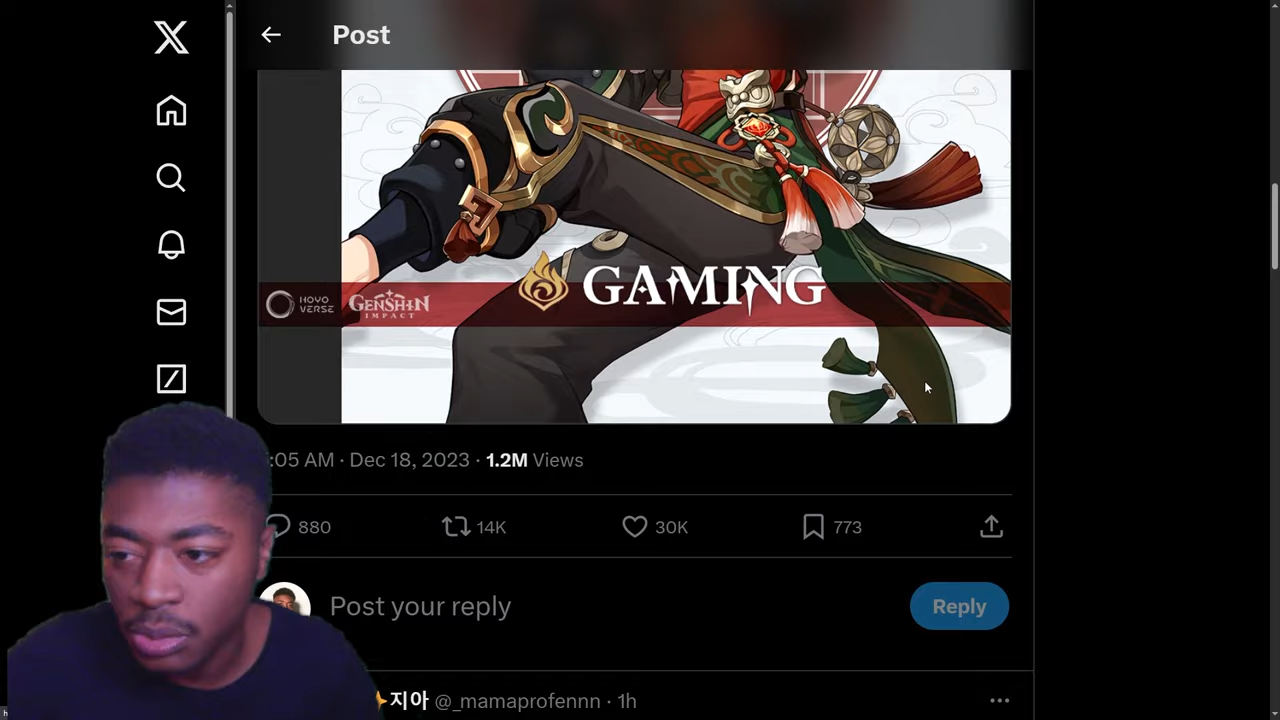 Post
HOYO
VERSE
GENSHIN
IMPACT
GAMING
:05 AM · Dec 18, 2023 · 1.2M Views
880
14K
30K
773
Post your reply
Reply
지아 @_mamaprofennn · 1h